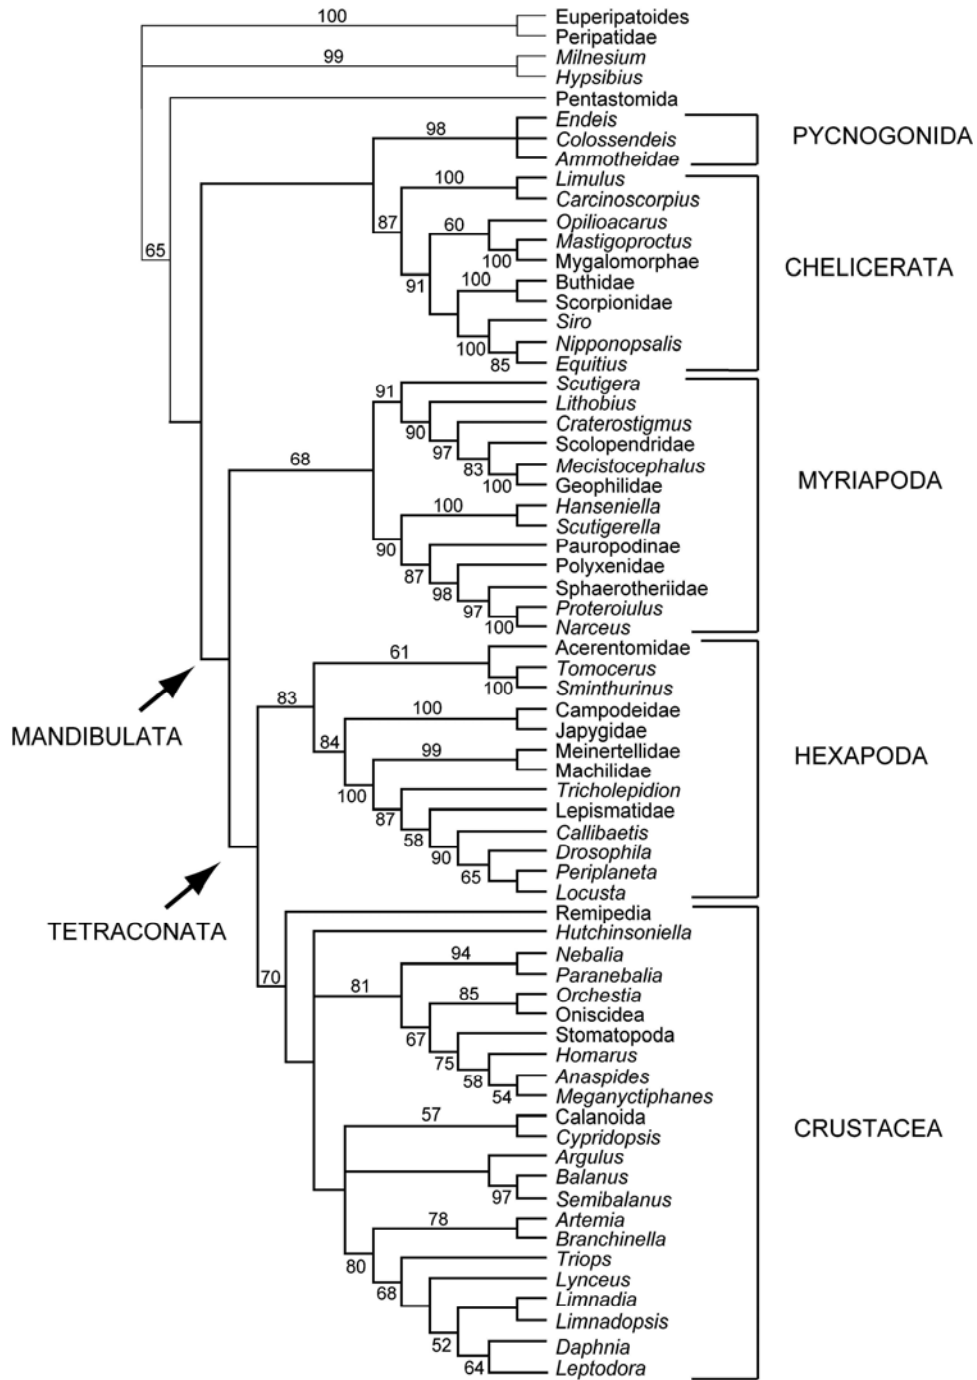 100
Euperipatoides
Peripatidae
99
Milnesium
Hypsibius
Pentastomida
65
98
Endeis
Colossendeis
Ammotheidae
PYCNOGONIDA
100
Limulus
Carcinoscorpius
87
60
Opilioacarus
Mastigoproctus
100
Mygalomorphae
91
100
Buthidae
Scorpionidae
Siro
100
Nipponopsalis
85
Equitius
CHELICERATA
91
Scutigera
Lithobius
90
Craterostigmus
97
Scolopendridae
83
Mecistocephalus
100
Geophilidae
68
100
Hanseniella
Scutigerella
90
Pauropodinae
87
Polyxenidae
98
Sphaerotheriidae
97
Proteroiulus
100
Narceus
MYRIAPODA
MANDIBULATA
61
Acerentomidae
Tomocerus
100
Sminthurinus
83
100
Campodeidae
Japygidae
84
99
Meinertellidae
Machilidae
100
Tricholepidion
87
Lepismatidae
58
Callibaetis
90
Drosophila
65
Periplaneta
Locusta
HEXAPODA
TETRACONATA
Remipedia
Hutchinsoniella
70
94
Nebalia
Paranebalia
81
85
Orchestia
Oniscidea
67
Stomatopoda
75
Homarus
58
Anaspides
54
Meganyctiphanes
57
Calanoida
Cypridopsis
Argulus
Balanus
97
Semibalanus
78
Artemia
Branchinella
80
Triops
68
Lynceus
Limnadia
Limnadopsis
52
Daphnia
64
Leptodora
CRUSTACEA